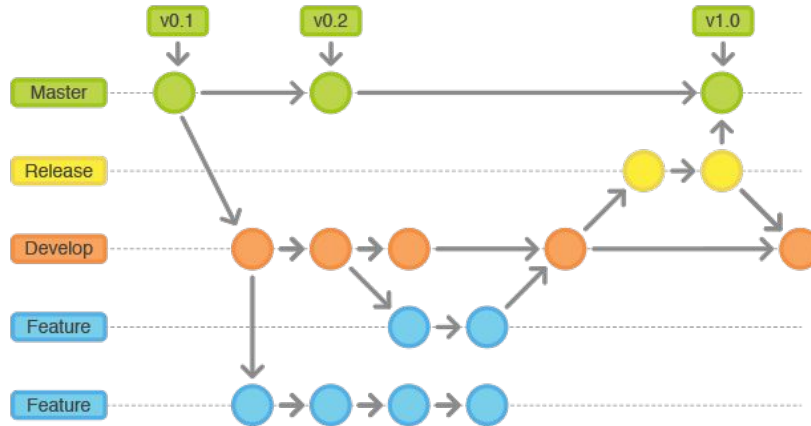 v0.1
v0.2
v1.0
Master
Release
Develop
Feature
Feature